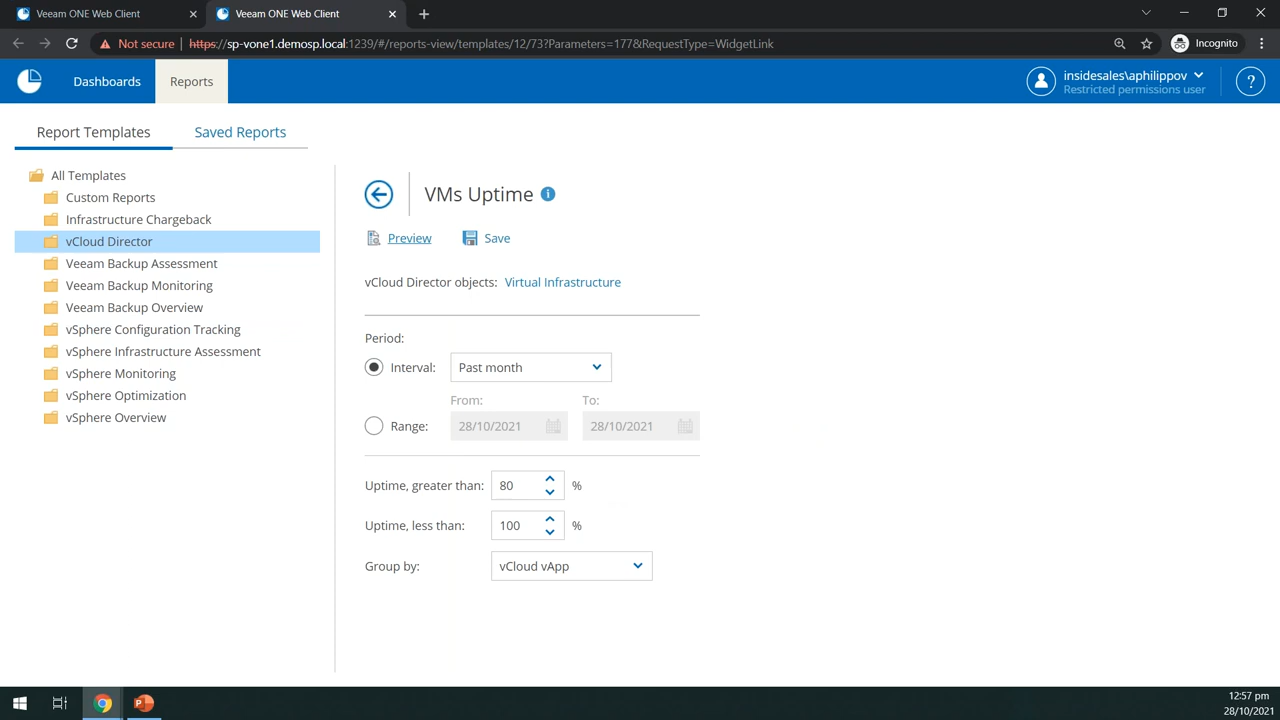 Veeam ONE Web Client
Veeam ONE Web Client
Not secure
https://sp-vone1.demosp.local:1239/#/reports-view/templates/12/73?Parameters=177&RequestType=WidgetLink
Incognito
Dashboards
Reports
insidesales\aphilippov
Restricted permissions user
?
Report Templates
Saved Reports
All Templates
Custom Reports
Infrastructure Chargeback
vCloud Director
Veeam Backup Assessment
Veeam Backup Monitoring
Veeam Backup Overview
vSphere Configuration Tracking
vSphere Infrastructure Assessment
vSphere Monitoring
vSphere Optimization
vSphere Overview
VMs Uptime
Preview
Save
vCloud Director objects: Virtual Infrastructure
Period:
Interval: Past month
From: To:
Range: 28/10/2021 28/10/2021
Uptime, greater than: 80 %
Uptime, less than: 100 %
Group by: vCloud vApp
12:57 pm
28/10/2021